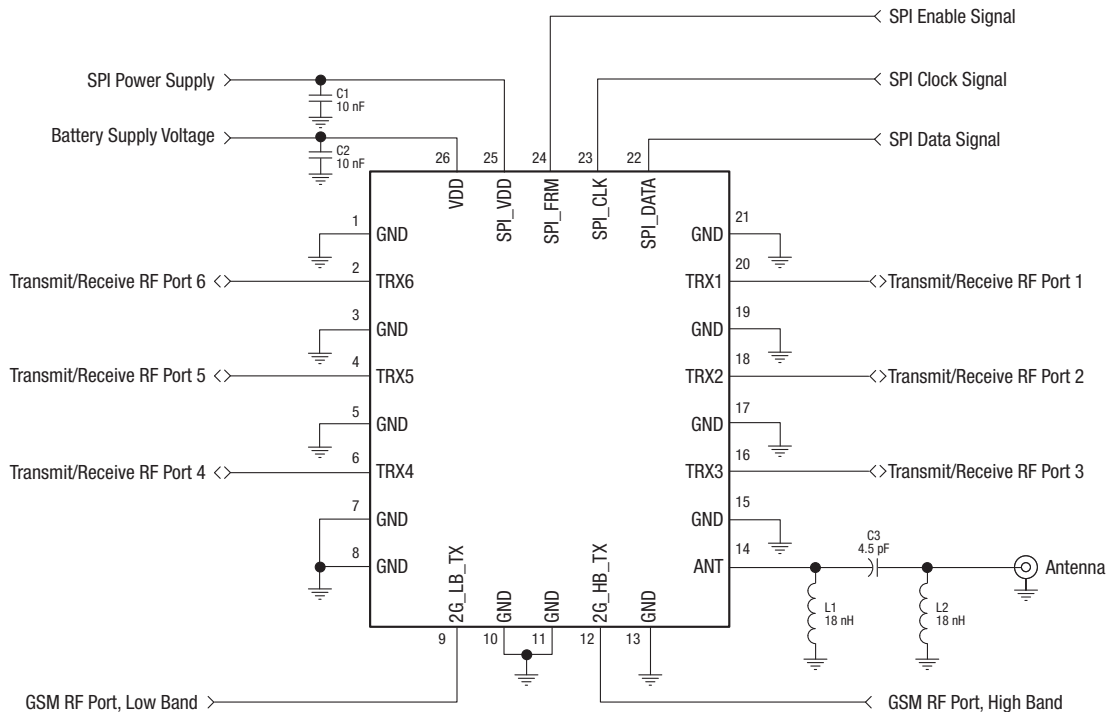 SPI Enable Signal
SPI Power Supply
SPI Clock Signal
C1
10 nF
Battery Supply Voltage
SPI Data Signal
C2
10 nF
26
25
24
23
22
VDD
SPI_VDD
SPI_FRM
SPI_CLK
SPI_DATA
1
GND
21
GND
Transmit/Receive RF Port 6
2
TRX6
20
TRX1
Transmit/Receive RF Port 1
3
GND
19
GND
Transmit/Receive RF Port 5
4
TRX5
18
TRX2
Transmit/Receive RF Port 2
5
GND
17
GND
Transmit/Receive RF Port 4
6
TRX4
16
TRX3
Transmit/Receive RF Port 3
7
GND
15
GND
8
GND
14
ANT
C3
4.5 pF
Antenna
L1
18 nH
L2
18 nH
2G_LB_TX
GND
GND
2G_HB_TX
GND
9
10
11
12
13
GSM RF Port, Low Band
GSM RF Port, High Band